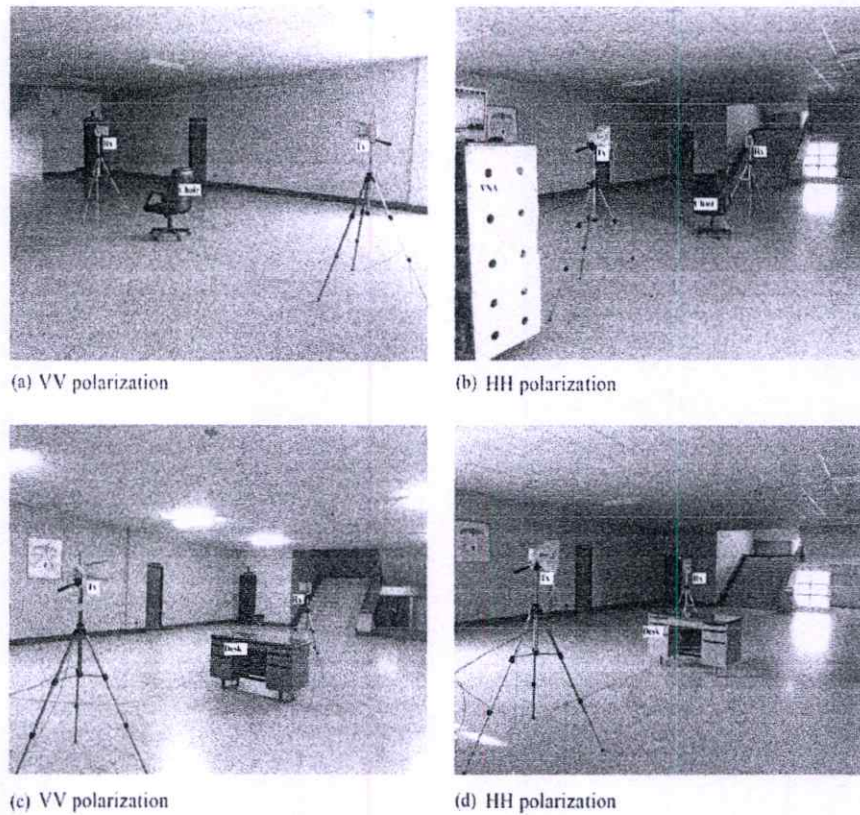 Rx
Tx
Chair
(a) VV polarization
VNA
Tx
Rx
Chair
(b) HH polarization
Tx
Rx
Desk
(c) VV polarization
Tx
Rx
Desk
(d) HH polarization